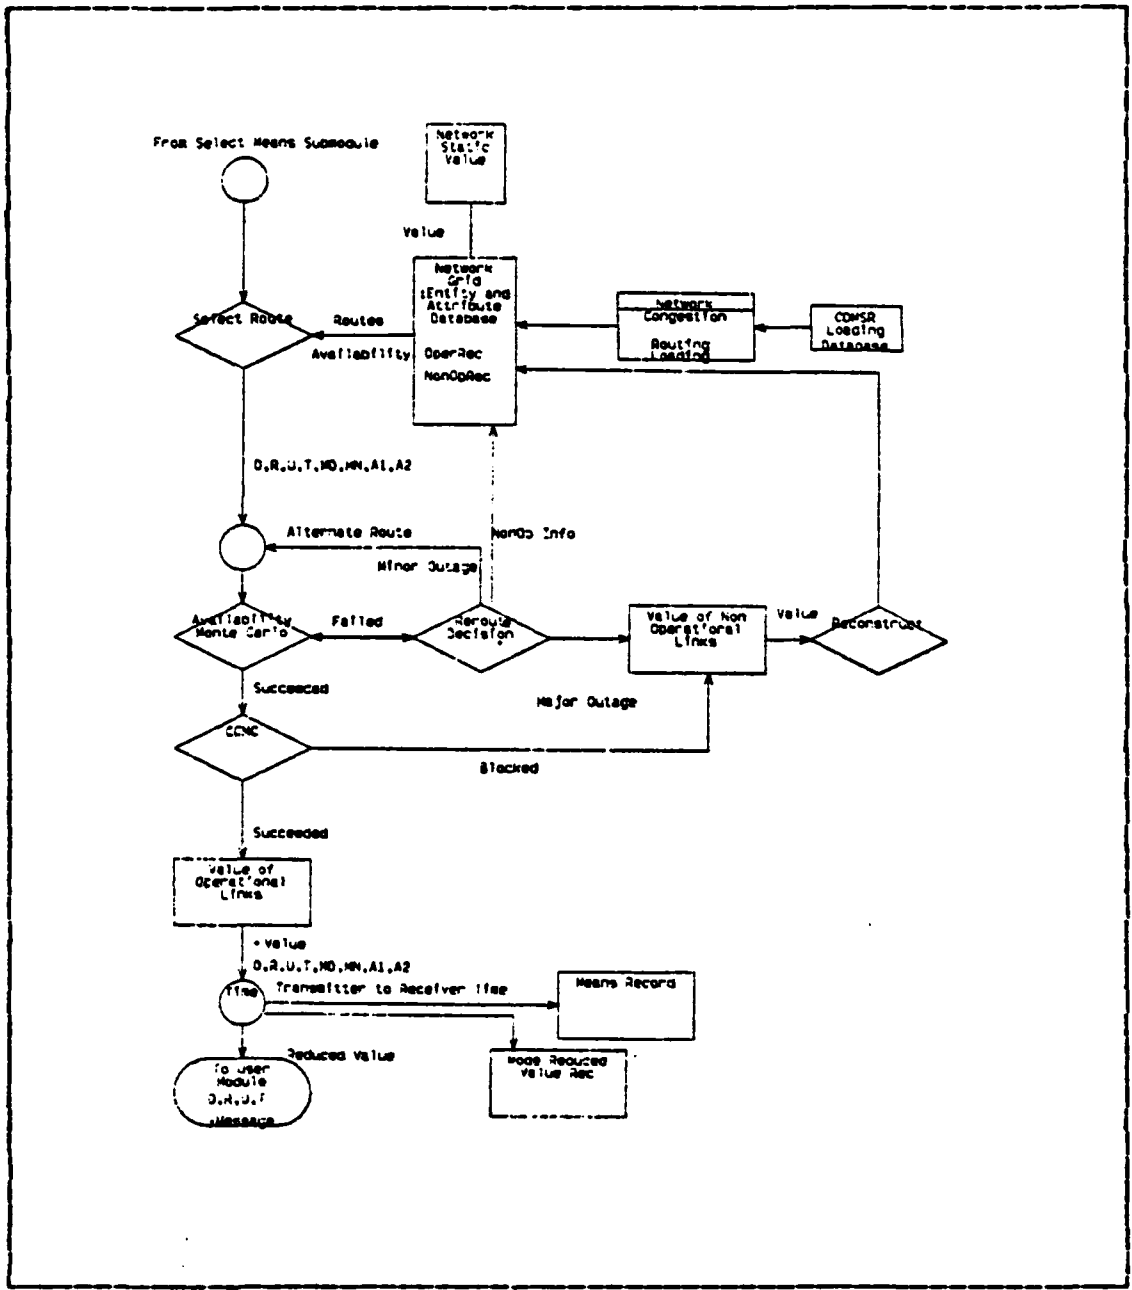 From Select Means Submodule
Network
Static
Value
Value
Network
Grid
:Entity and
Attribute
Database
OperRec
NonOpRec
Network
Congestion
Routing
Loading
Loading
Database
Select Route
Routes
Availability
D,R,U,T,MD,MN,A1,A2
Alternate Route
Minor Outage
NonOp Info
Availability
Monte Carlo
Failed
Reroute
Decision
Value of Non
Operational
Links
Value
Reconstruct
Succeeded
Major Outage
CCMC
Blocked
Succeeded
Value of
Operational
Links
Value
D,R,U,T,MD,MN,A1,A2
Time
Transmitter to Receiver Time
Means Record
Reduced Value
Mode Reduced
Value Rec
To User
Module
D,R,U,T
Message